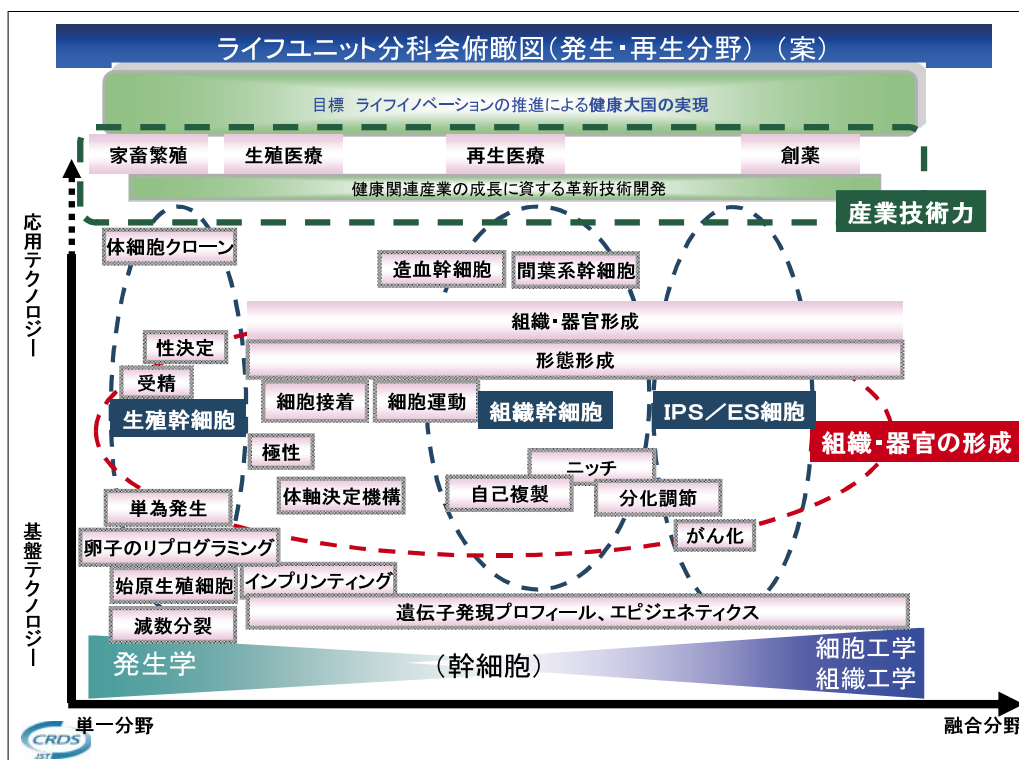 ライフユニット分科会俯瞰図(発生・再生分野) (案)
目標 ライフイノベーションの推進による健康大国の実現
家畜繁殖
生殖医療
再生医療
創薬
健康関連産業の成長に資する革新技術開発
産業技術力
応用テクノロジー
体細胞クローン
造血幹細胞
間葉系幹細胞
組織・器官形成
性決定
形態形成
受精
細胞接着
細胞運動
生殖幹細胞
組織幹細胞
IPS/ES細胞
組織・器官の形成
極性
ニッチ
体軸決定機構
自己複製
分化調節
単為発生
がん化
基盤テクノロジー
卵子のリプログラミング
始原生殖細胞
インプリンティング
遺伝子発現プロフィール、エピジェネティクス
減数分裂
発生学
(幹細胞)
細胞工学
組織工学
単一分野
融合分野
CRDS
JST